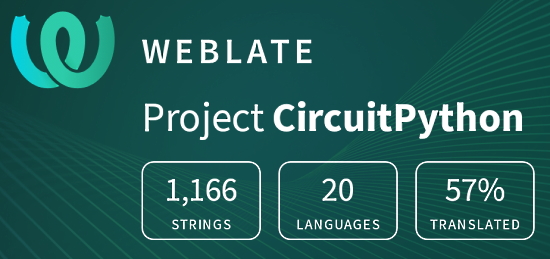 WEBLATE
Project CircuitPython
1,166 20 57%
STRINGS LANGUAGES TRANSLATED